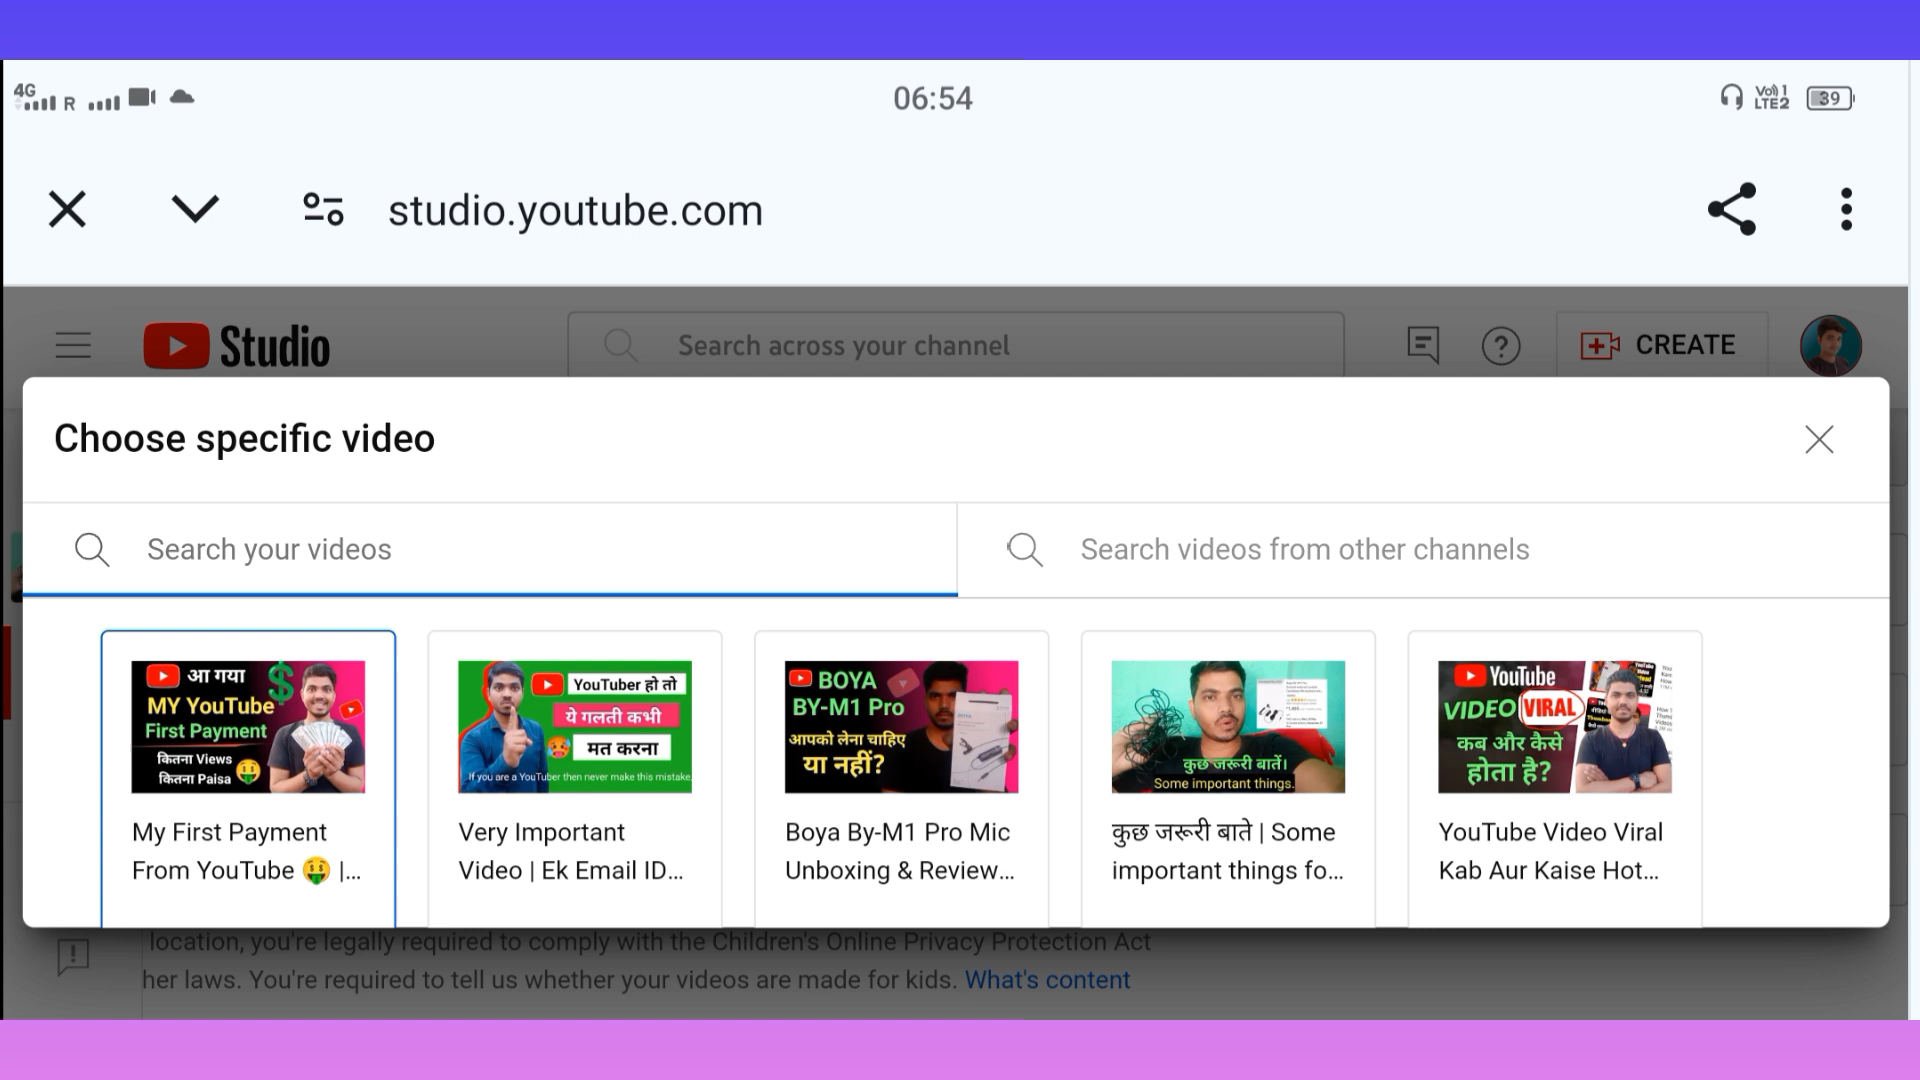 4G
R
06:54
Vo) 1
LTE2
39
studio.youtube.com
Studio
Search across your channel
CREATE
Choose specific video
Search your videos
Search videos from other channels
आ गया
MY YouTube
First Payment
कितना Views
कितना Paisa
My First Payment
From YouTube 🤑 |...
YouTuber हो तो
ये गलती कभी
मत करना
If you are a YouTuber then never make this mistake.
Very Important
Video | Ek Email ID...
BOYA
BY-M1 Pro
आपको लेना चाहिए
या नहीं?
Boya By-M1 Pro Mic
Unboxing & Review...
कुछ जरूरी बातें।
Some important things.
कुछ जरूरी बाते | Some
important things fo...
YouTube
VIDEO VIRAL
कब और कैसे
होता है?
YouTube Video Viral
Kab Aur Kaise Hot...
location, you're legally required to comply with the Children's Online Privacy Protection Act
her laws. You're required to tell us whether your videos are made for kids. What's content